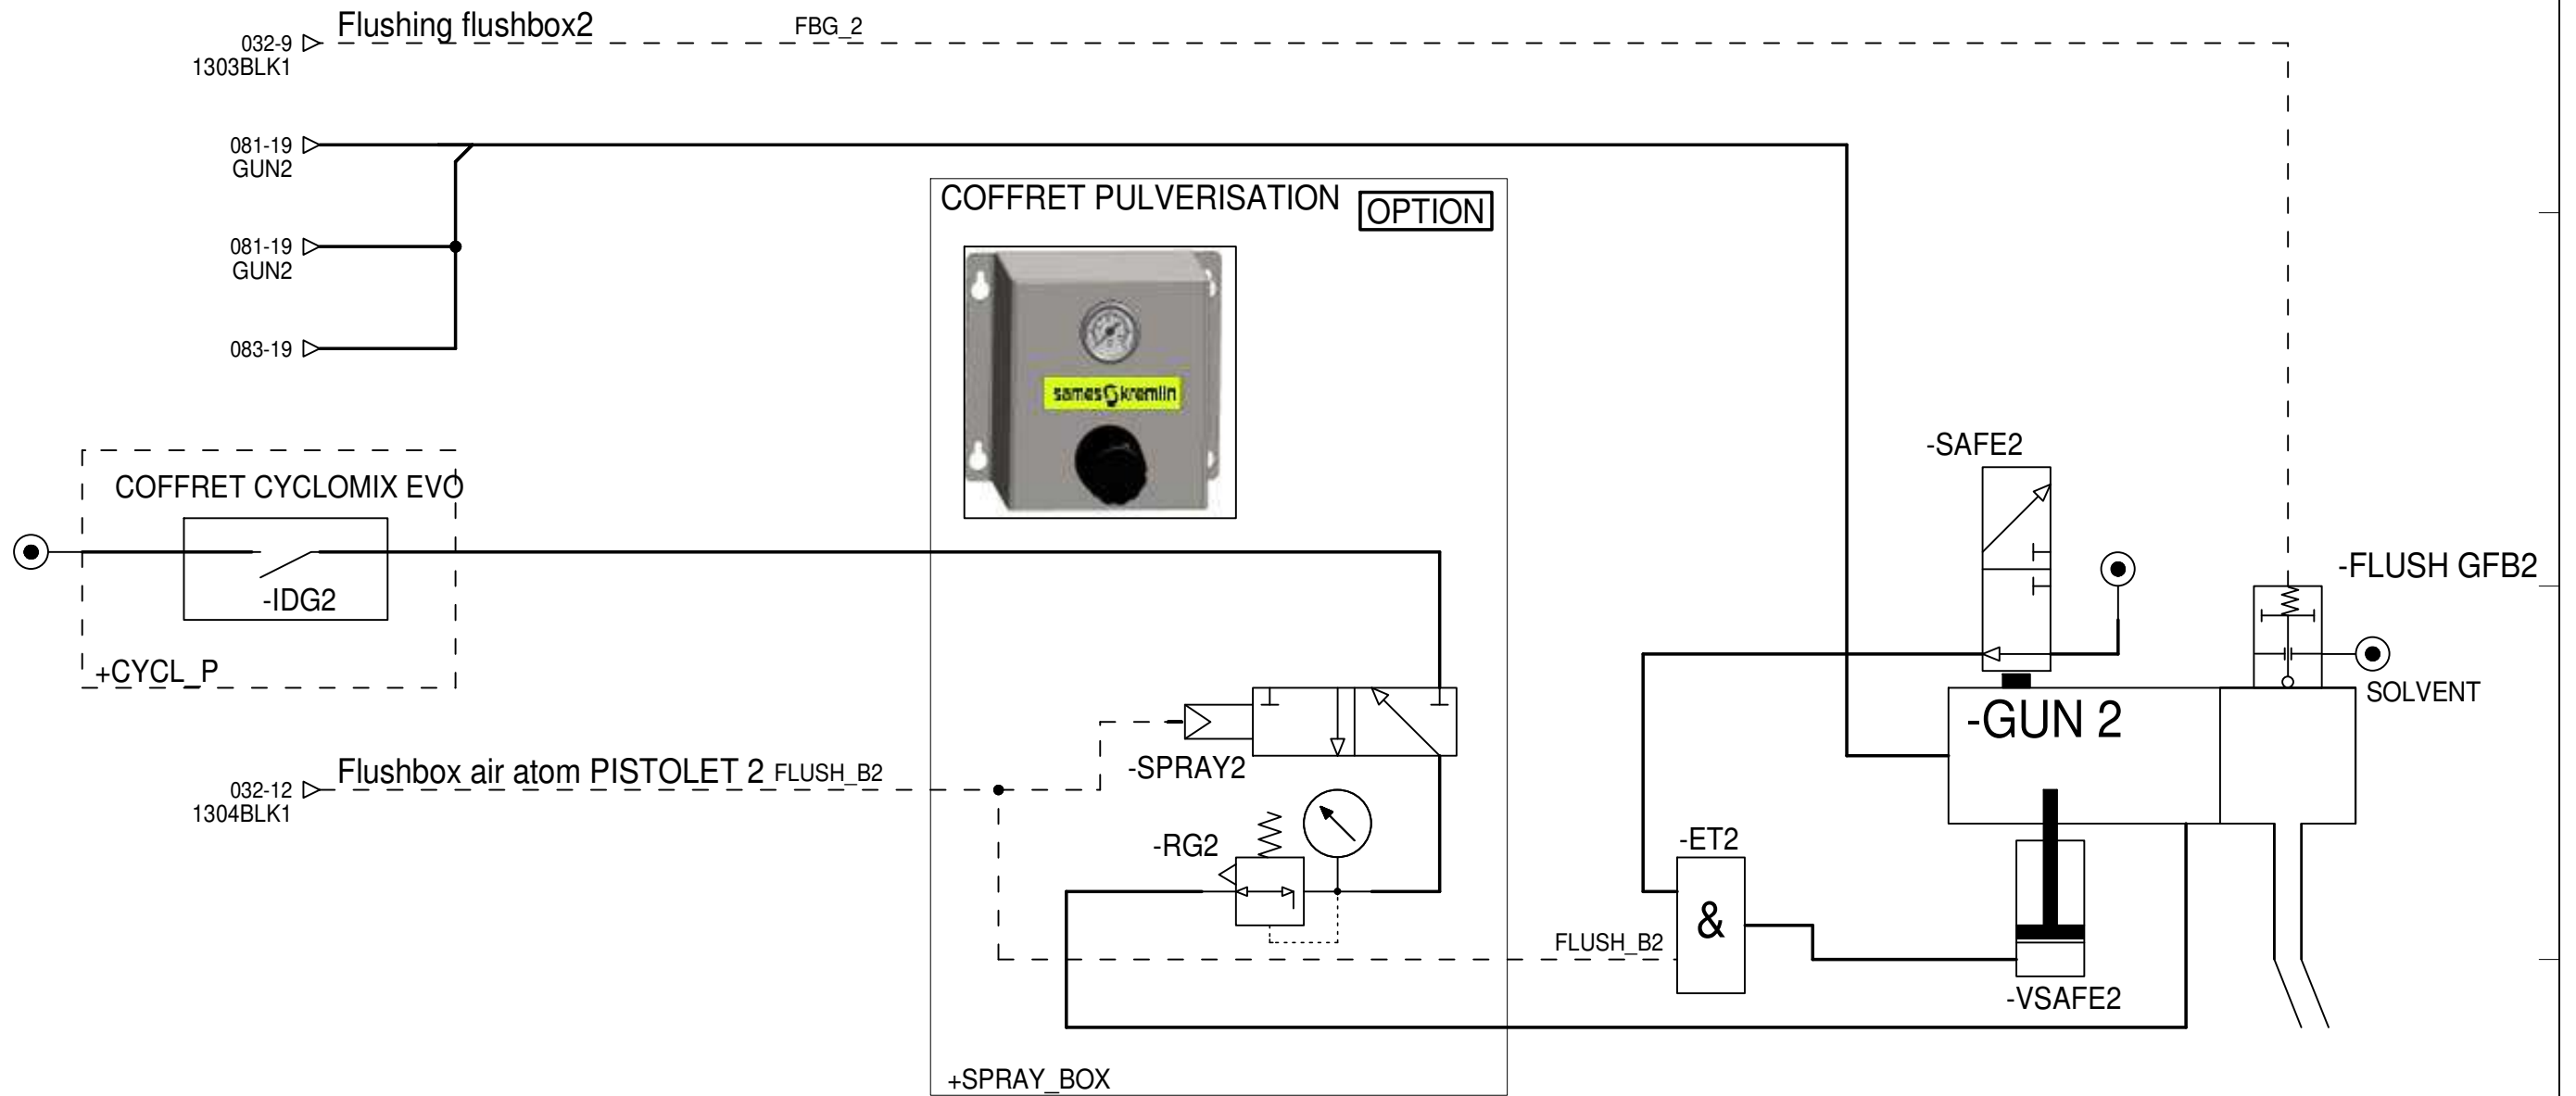 Flushing flushbox2
FBG_2
032-9
1303BLK1
081-19
GUN2
COFFRET PULVERISATION
OPTION
081-19
GUN2
083-19
sames kremlin
-SAFE2
COFFRET CYCLOMIX EVO
-IDG2
-FLUSH GFB2
+CYCL_P
SOLVENT
-GUN 2
Flushbox air atom PISTOLET 2
FLUSH_B2
-SPRAY2
032-12
1304BLK1
-RG2
-ET2
&
FLUSH_B2
-VSAFE2
+SPRAY_BOX